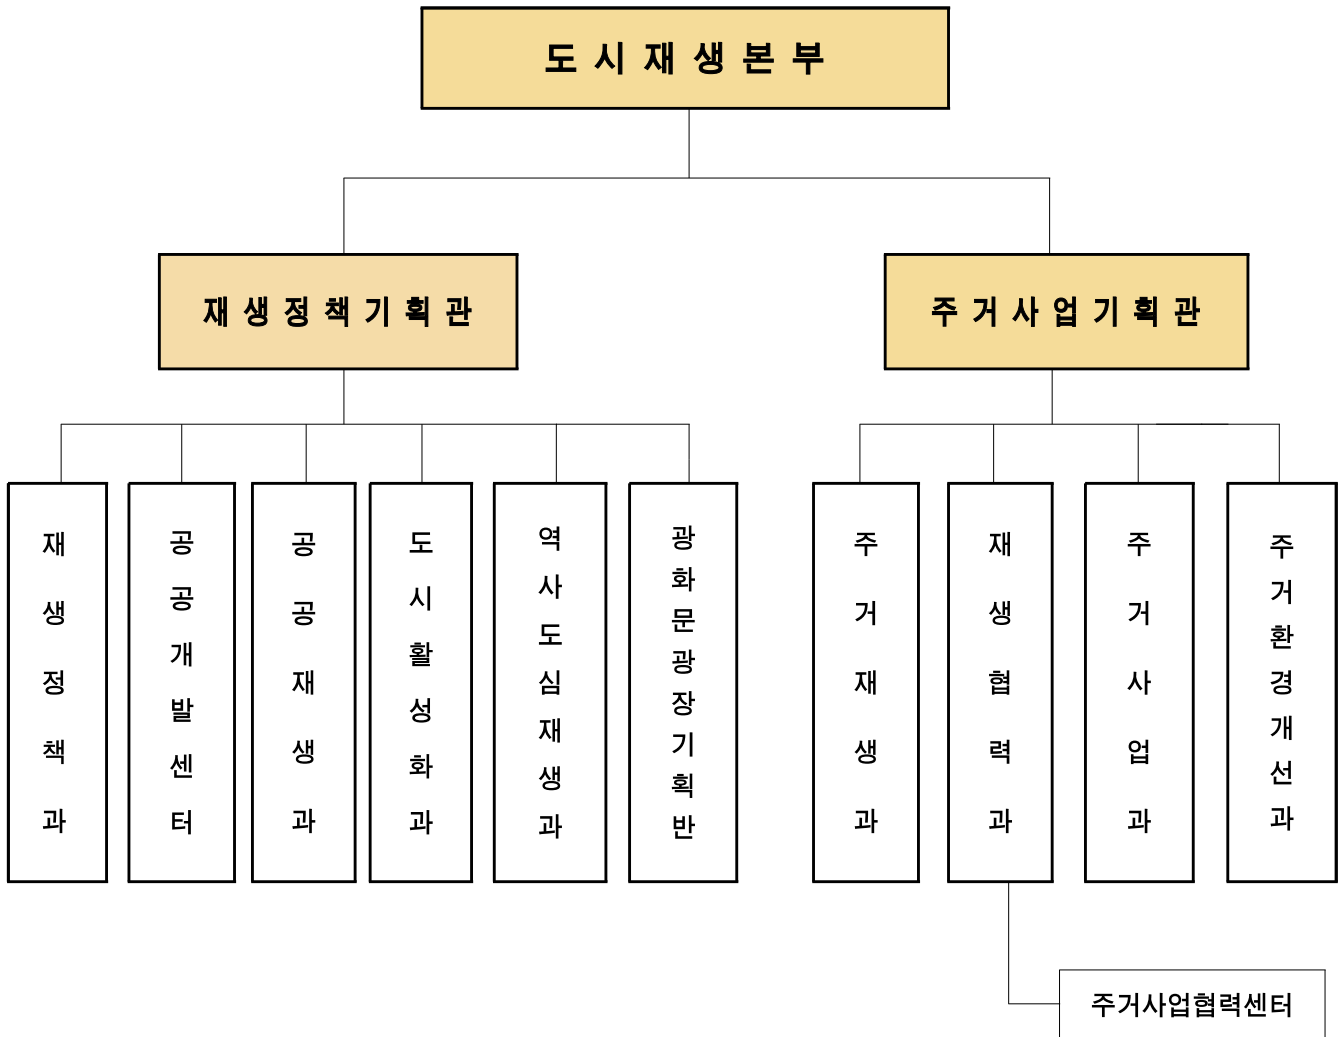 도시재생본부
재생정책기획관
주거사업기획관
재생정책과
공공개발센터
공공재생과
도시활성화과
역사도심재생과
광화문광장기획반
주거재생과
재생협력과
주거사업과
주거환경개선과
주거사업협력센터